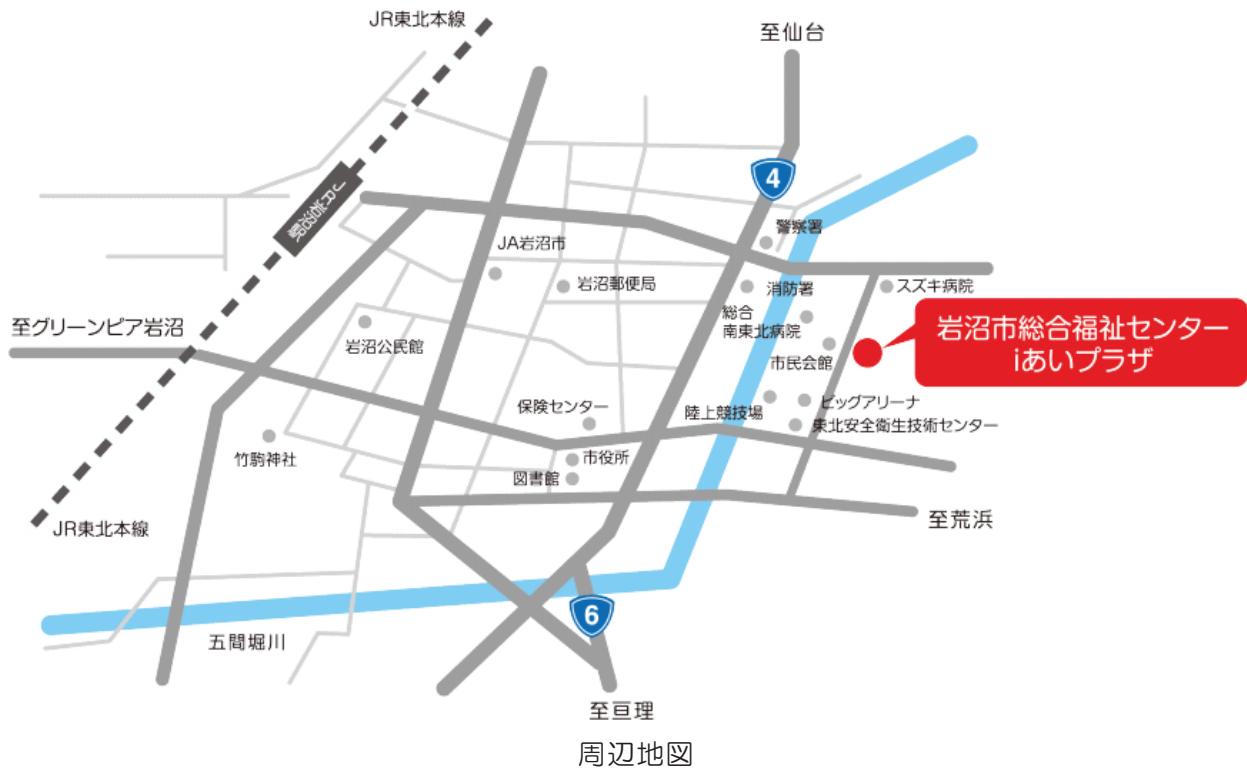 JR東北本線
至仙台
4
JR岩沼駅
警察署
JA岩沼市
岩沼郵便局
消防署
スズキ病院
総合
南東北病院
至グリーンピア岩沼
岩沼公民館
市民会館
岩沼市総合福祉センター
iあいプラザ
保険センター
陸上競技場
ビッグアリーナ
東北安全衛生技術センター
竹駒神社
市役所
図書館
JR東北本線
至荒浜
6
五間堀川
至亘理
周辺地図